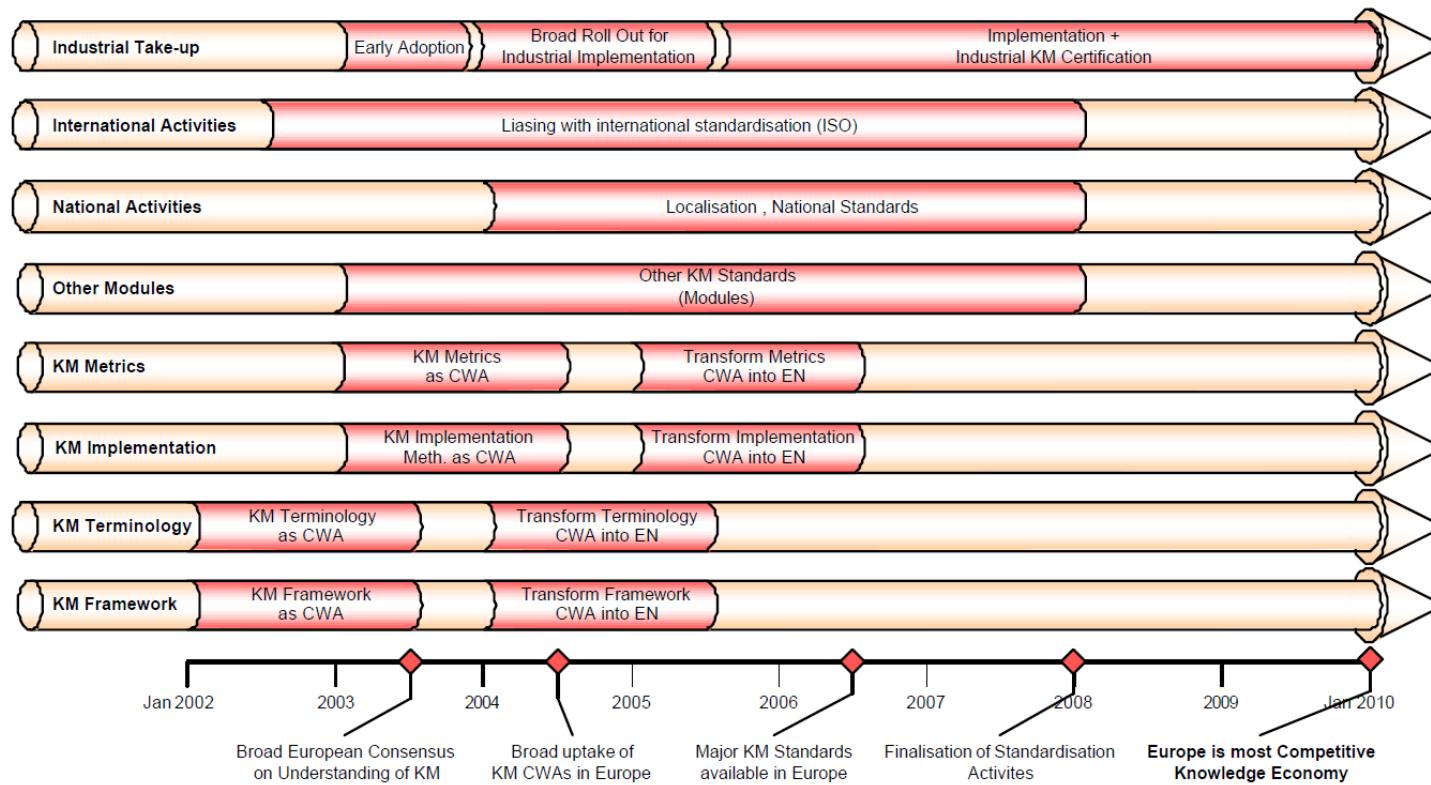 Industrial Take-up
Early Adoption
Broad Roll Out for
Industrial Implementation
Implementation +
Industrial KM Certification
International Activities
Liasing with international standardisation (ISO)
National Activities
Localisation , National Standards
Other Modules
Other KM Standards
(Modules)
KM Metrics
KM Metrics
as CWA
Transform Metrics
CWA into EN
KM Implementation
KM Implementation
Meth. as CWA
Transform Implementation
CWA into EN
KM Terminology
KM Terminology
as CWA
Transform Terminology
CWA into EN
KM Framework
KM Framework
as CWA
Transform Framework
CWA into EN
Jan 2002
2003
2004
2005
2006
2007
2008
2009
Jan 2010
Broad European Consensus
on Understanding of KM
Broad uptake of
KM CWAs in Europe
Major KM Standards
available in Europe
Finalisation of Standardisation
Activites
Europe is most Competitive
Knowledge Economy